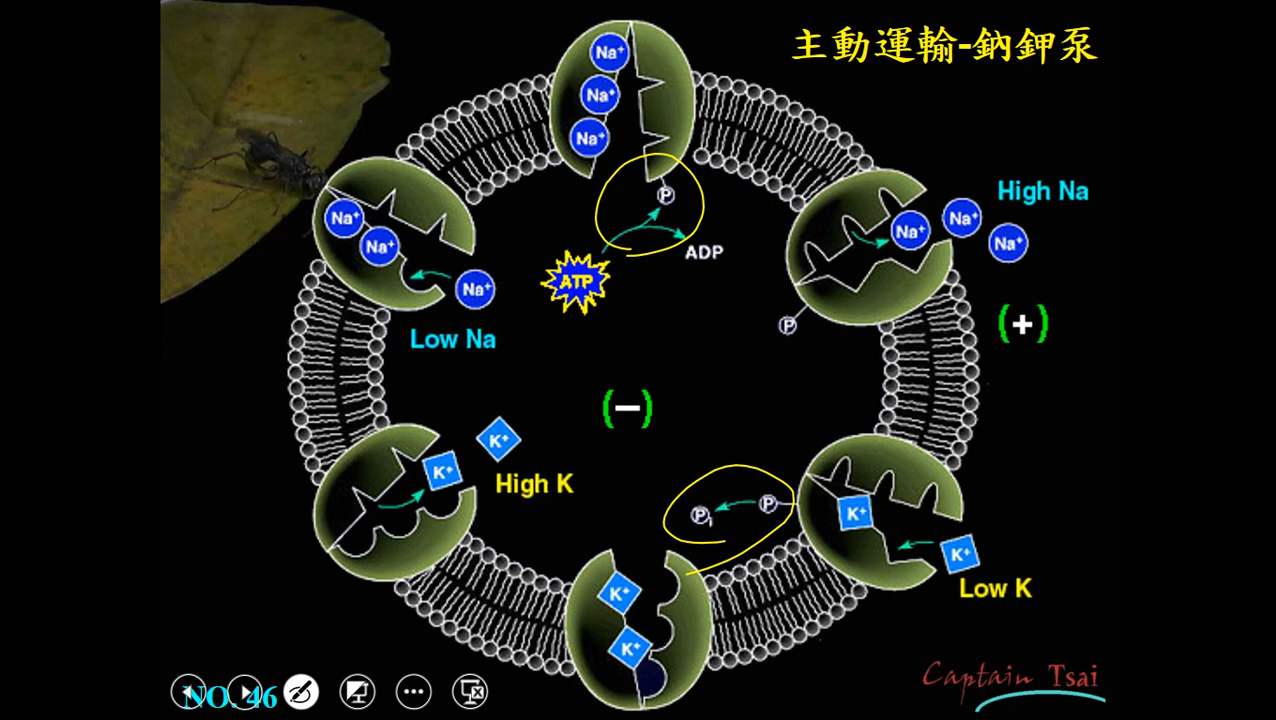 主動運輸-鈉鉀泵
Na⁺
Na⁺
Na⁺
P
ATP
ADP
High Na
Na⁺
Na⁺
Na⁺
P
(+)
Na⁺
Na⁺
Na⁺
Low Na
(−)
K⁺
K⁺
High K
Pi
P
K⁺
K⁺
Low K
K⁺
K⁺
Captain Tsai
NO. 46